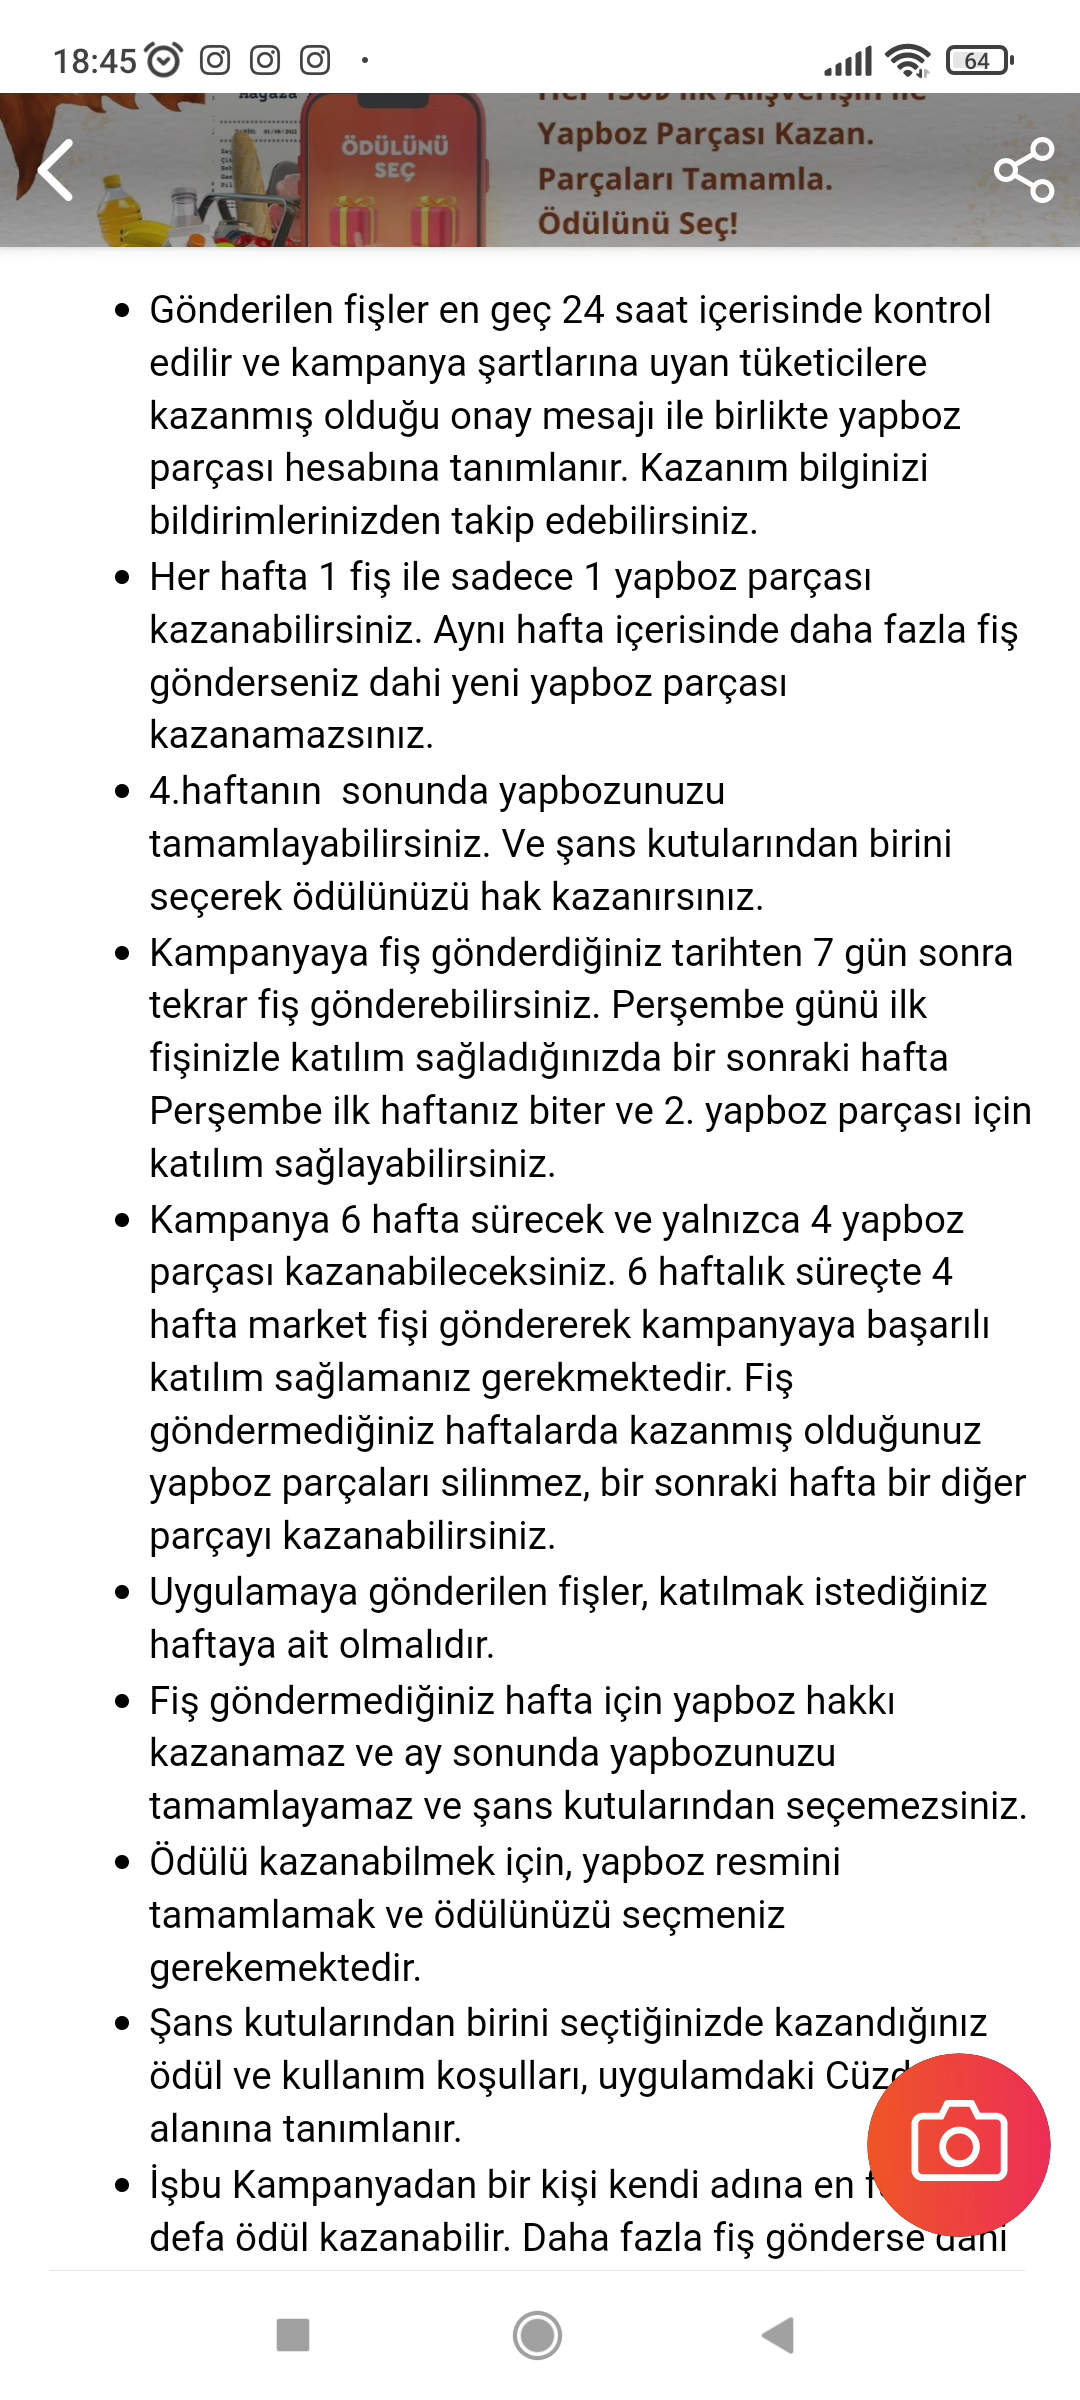 18:45
64
Mağaza
ÖDÜLÜNÜ
SEÇ
Her 150₺ lik Alışverişin ile
Yapboz Parçası Kazan.
Parçaları Tamamla.
Ödülünü Seç!
Gönderilen fişler en geç 24 saat içerisinde kontrol
edilir ve kampanya şartlarına uyan tüketicilere
kazanmış olduğu onay mesajı ile birlikte yapboz
parçası hesabına tanımlanır. Kazanım bilginizi
bildirimlerinizden takip edebilirsiniz.
Her hafta 1 fiş ile sadece 1 yapboz parçası
kazanabilirsiniz. Aynı hafta içerisinde daha fazla fiş
gönderseniz dahi yeni yapboz parçası
kazanamazsınız.
4.haftanın  sonunda yapbozunuzu
tamamlayabilirsiniz. Ve şans kutularından birini
seçerek ödülünüzü hak kazanırsınız.
Kampanyaya fiş gönderdiğiniz tarihten 7 gün sonra
tekrar fiş gönderebilirsiniz. Perşembe günü ilk
fişinizle katılım sağladığınızda bir sonraki hafta
Perşembe ilk haftanız biter ve 2. yapboz parçası için
katılım sağlayabilirsiniz.
Kampanya 6 hafta sürecek ve yalnızca 4 yapboz
parçası kazanabileceksiniz. 6 haftalık süreçte 4
hafta market fişi göndererek kampanyaya başarılı
katılım sağlamanız gerekmektedir. Fiş
göndermediğiniz haftalarda kazanmış olduğunuz
yapboz parçaları silinmez, bir sonraki hafta bir diğer
parçayı kazanabilirsiniz.
Uygulamaya gönderilen fişler, katılmak istediğiniz
haftaya ait olmalıdır.
Fiş göndermediğiniz hafta için yapboz hakkı
kazanamaz ve ay sonunda yapbozunuzu
tamamlayamaz ve şans kutularından seçemezsiniz.
Ödülü kazanabilmek için, yapboz resmini
tamamlamak ve ödülünüzü seçmeniz
gerekemektedir.
Şans kutularından birini seçtiğinizde kazandığınız
ödül ve kullanım koşulları, uygulamdaki
alanına tanımlanır.
İşbu Kampanyadan bir kişi kendi adına en
defa ödül kazanabilir. Daha fazla fiş gönderse dahi